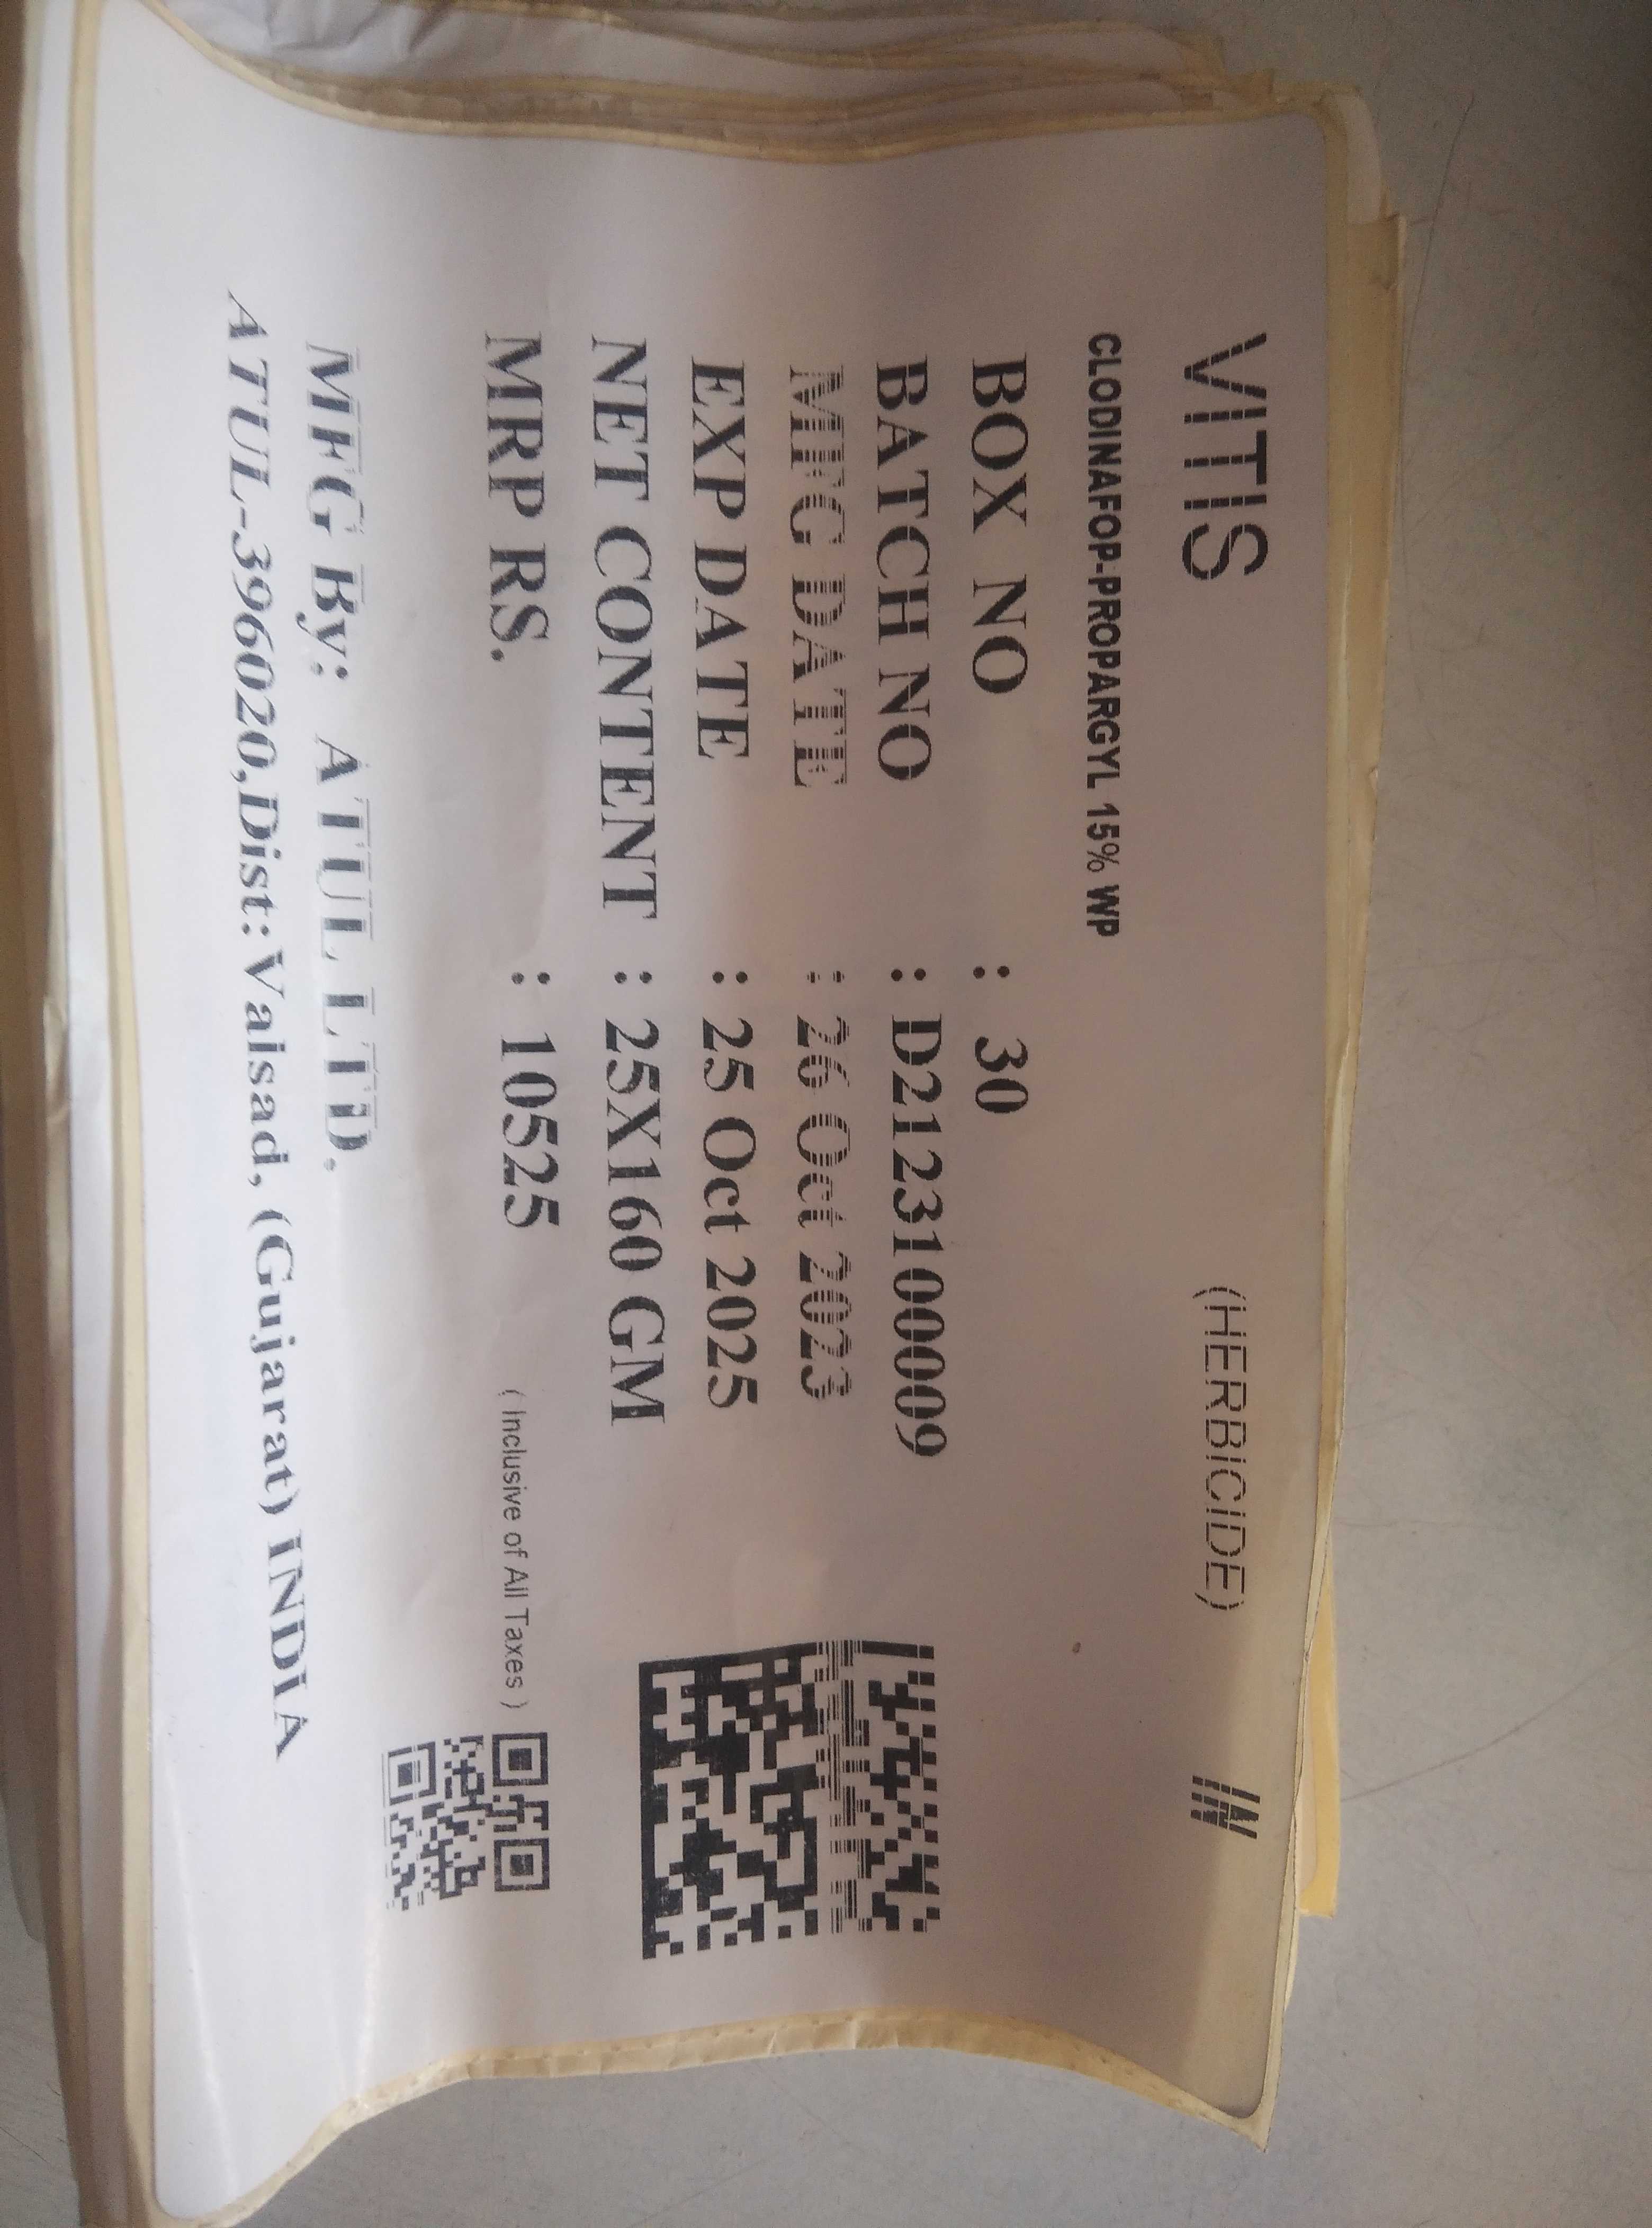 VITIS (HERBICIDE) IN
CLODINAFOP-PROPARGYL 15% WP
BOX NO : 30
BATCH NO : D2123100009
MFG DATE : 26 Oct 2023
EXP DATE : 25 Oct 2025
NET CONTENT : 25X160 GM
MRP RS. : 10525 ( Inclusive of All Taxes )
MFG By: ATUL LTD.
ATUL-396020,Dist:Valsad, (Gujarat) INDIA